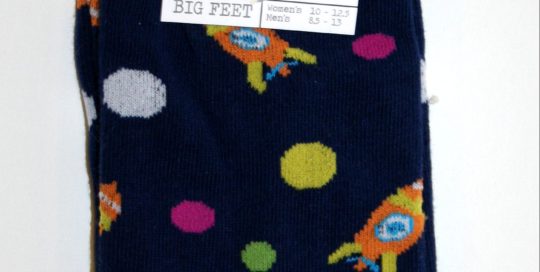 BIG FEET
Women's 10 - 12.5
Men's 8.5 - 13